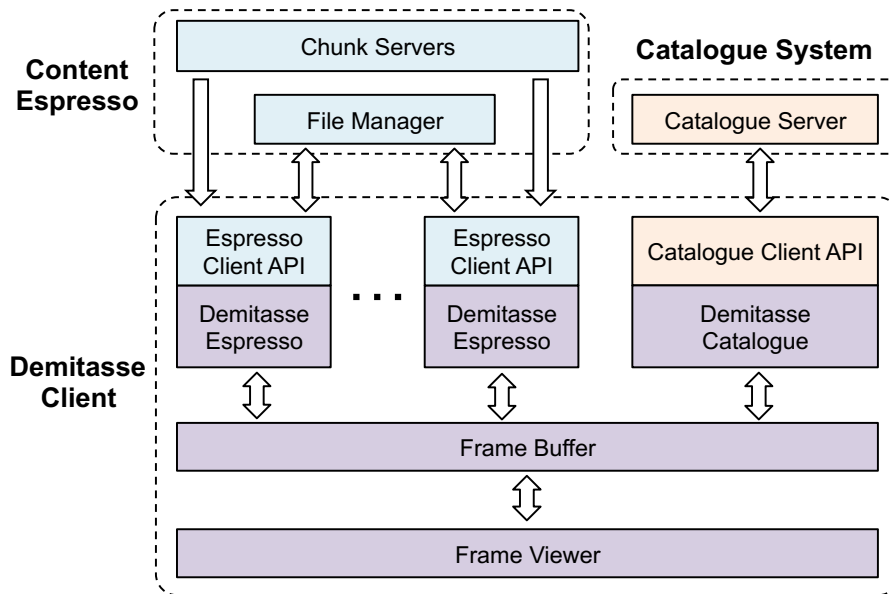 Chunk Servers
Content
Espresso
File Manager
Catalogue System
Catalogue Server
Espresso
Client API
Espresso
Client API
Catalogue Client API
. . .
Demitasse
Espresso
Demitasse
Espresso
Demitasse
Catalogue
Demitasse
Client
Frame Buffer
Frame Viewer